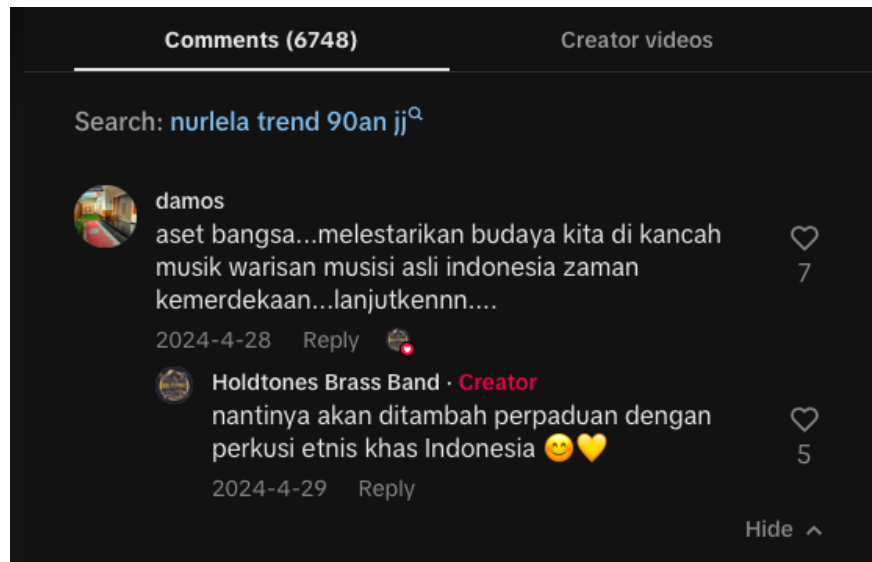 Comments (6748)
Creator videos
Search: nurlela trend 90an jj
damos
aset bangsa...melestarikan budaya kita di kancah
musik warisan musisi asli indonesia zaman
kemerdekaan...lanjutkennn....
7
2024-4-28 Reply
Holdtones Brass Band · Creator
nantinya akan ditambah perpaduan dengan
perkusi etnis khas Indonesia 😊💛
5
2024-4-29 Reply
Hide